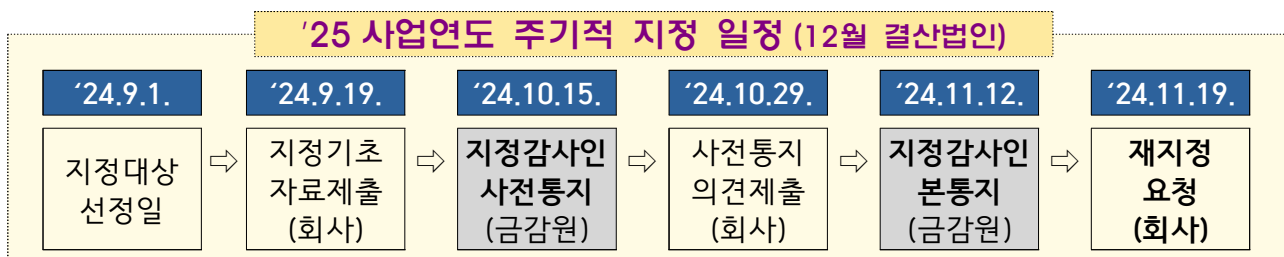 '25 사업연도 주기적 지정 일정 (12월 결산법인)
‘24.9.1.
지정대상
선정일
⇨
‘24.9.19.
지정기초
자료제출
(회사)
⇨
‘24.10.15.
지정감사인
사전통지
(금감원)
⇨
‘24.10.29.
사전통지
의견제출
(회사)
⇨
‘24.11.12.
지정감사인
본통지
(금감원)
⇨
‘24.11.19.
재지정
요청
(회사)